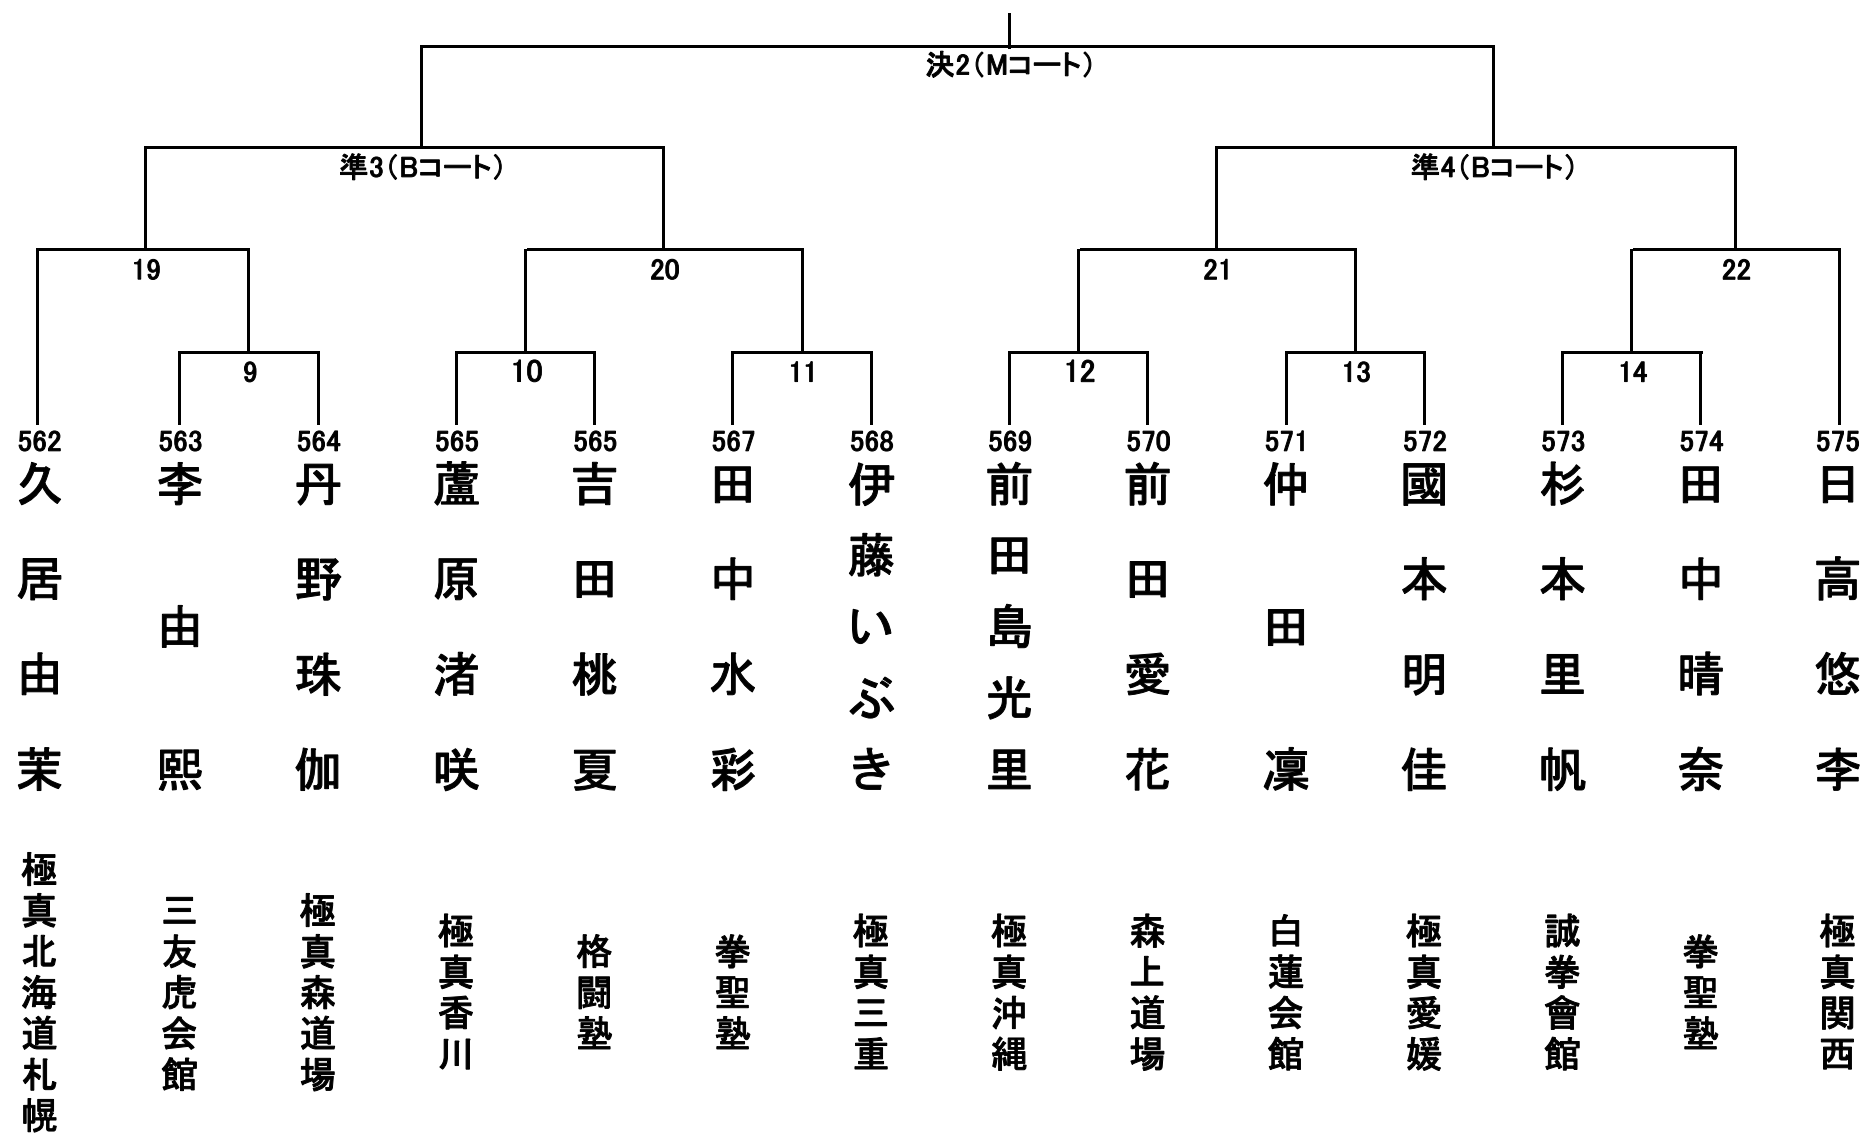 決2(Mコート)
準3(Bコート)
準4(Bコート)
19
20
21
22
9
10
11
12
13
14
562
563
564
565
565
567
568
569
570
571
572
573
574
575
久居由茉
李由熙
丹野珠伽
蘆原渚咲
吉田桃夏
田中水彩
伊藤いぶき
前田島光里
前田愛花
仲田凜
國本明佳
杉本里帆
田中晴奈
日高悠李
極真北海道札幌
三友虎会館
極真森道場
極真香川
格闘塾
拳聖塾
極真三重
極真沖縄
森上道場
白蓮会館
極真愛媛
誠拳會館
拳聖塾
極真関西